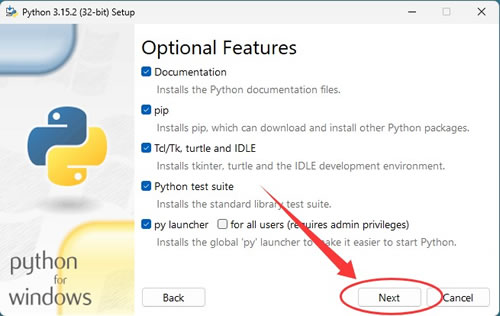 Python 3.15.2 (32-bit) Setup
Optional Features
Documentation
Installs the Python documentation files.
pip
Installs pip, which can download and install other Python packages.
Tcl/Tk, turtle and IDLE
Installs tkinter, turtle and the IDLE development environment.
Python test suite
Installs the standard library test suite.
py launcher for all users (requires admin privileges)
Installs the global 'py' launcher to make it easier to start Python.
python
for
windows
Back
Next
Cancel